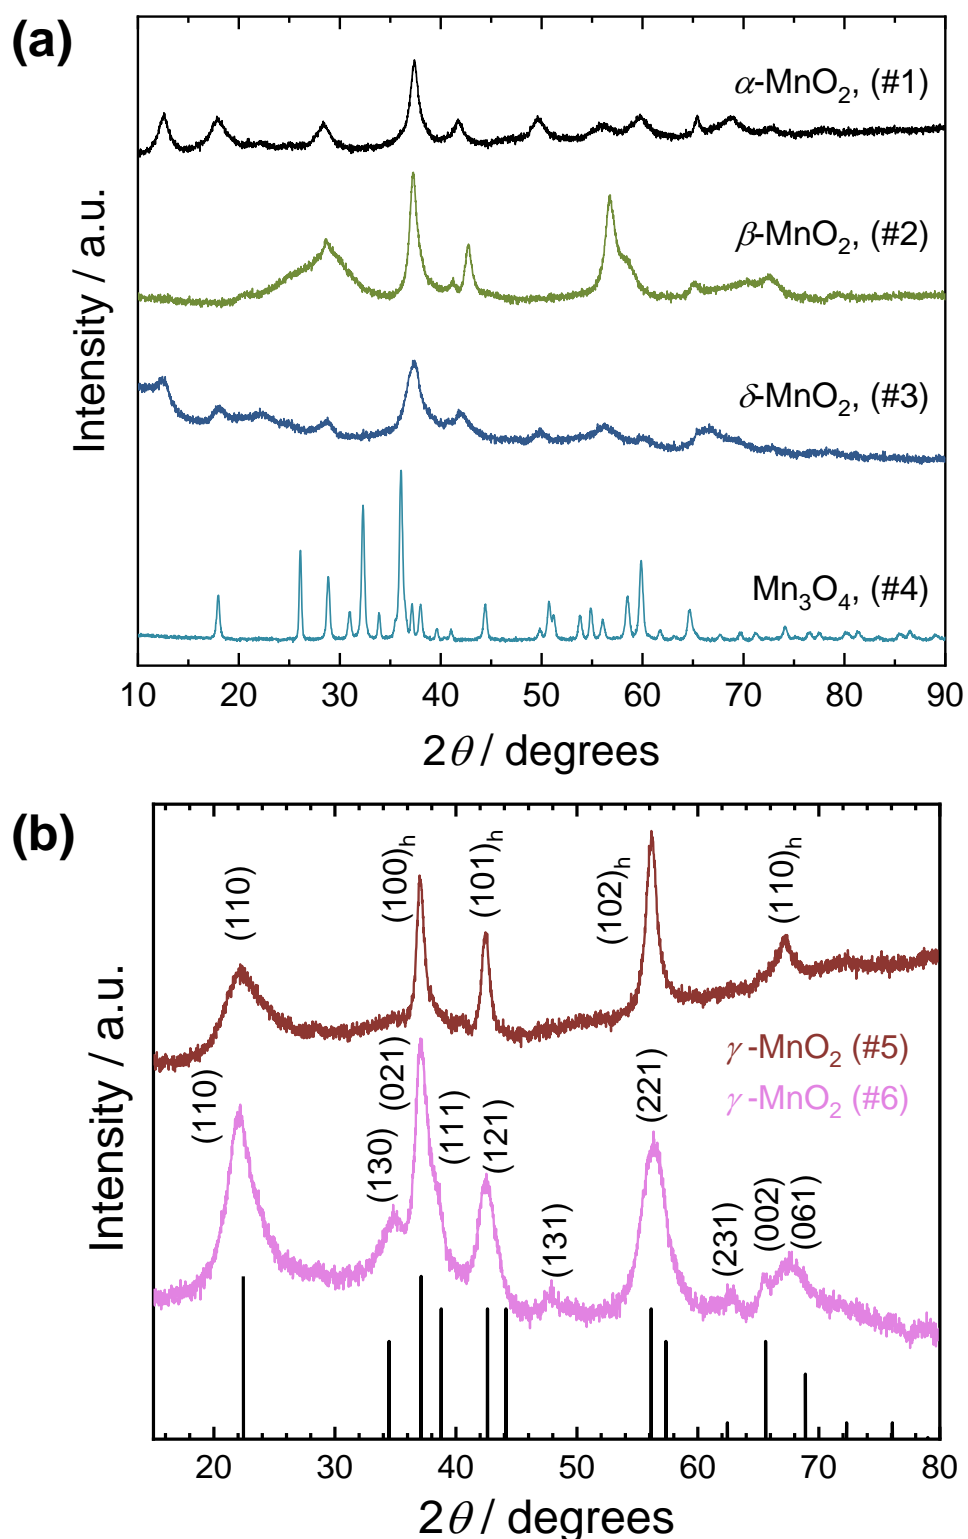 (a)
α-MnO₂, (#1)
β-MnO₂, (#2)
δ-MnO₂, (#3)
Mn₃O₄, (#4)
Intensity / a.u.
10 20 30 40 50 60 70 80 90
2θ / degrees
(b)
(110) (100)ₕ (101)ₕ (102)ₕ (110)ₕ
γ-MnO₂ (#5)
γ-MnO₂ (#6)
(110) (130) (021) (111) (121) (131) (221) (231) (002) (061)
Intensity / a.u.
20 30 40 50 60 70 80
2θ / degrees